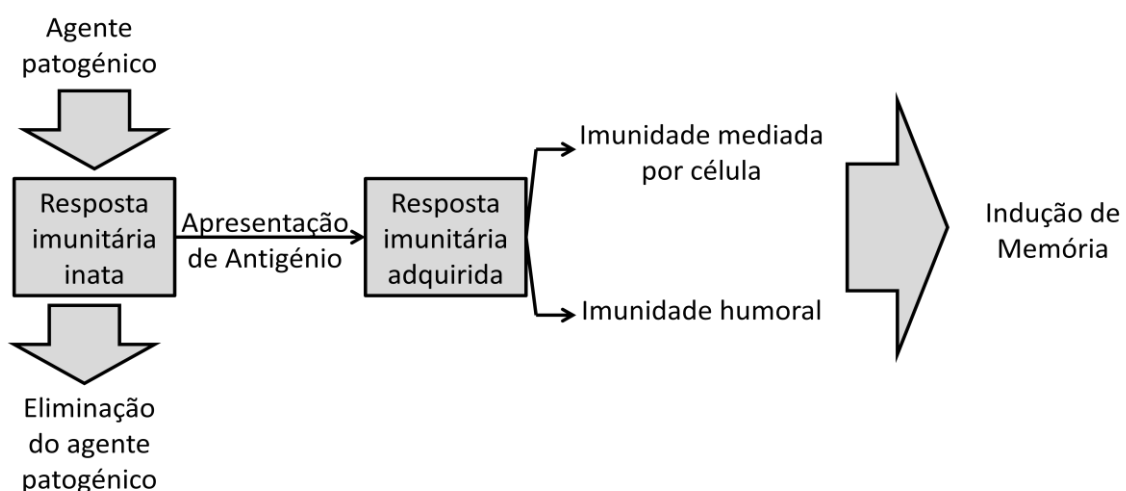 Agente
patogénico
Resposta
imunitária
inata
Eliminação
do agente
patogénico
Apresentação
de Antigénio
Resposta
imunitária
adquirida
Imunidade mediada
por célula
Imunidade humoral
Indução de
Memória